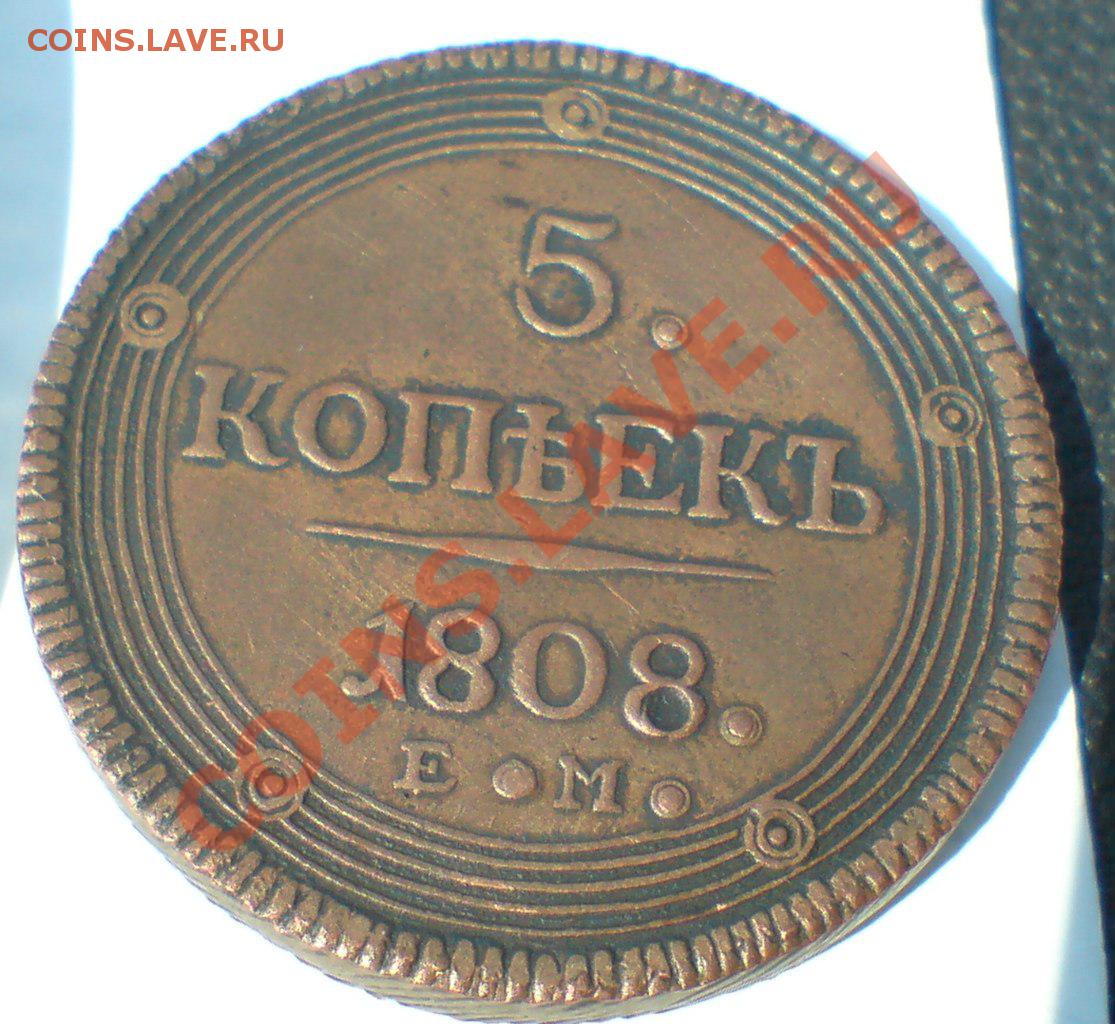 COINS.LAVE.RU
5.
КОПѢЕКЪ
1808.
Е.М.
COINS.LAVE.RU